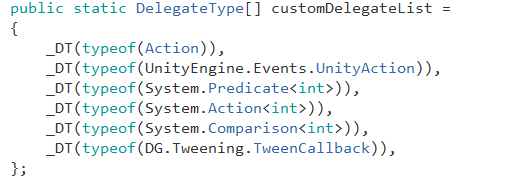 public static DelegateType[] customDelegateList =
{
    _DT(typeof(Action)),
    _DT(typeof(UnityEngine.Events.UnityAction)),
    _DT(typeof(System.Predicate<int>)),
    _DT(typeof(System.Action<int>)),
    _DT(typeof(System.Comparison<int>)),
    _DT(typeof(DG.Tweening.TweenCallback)),
};